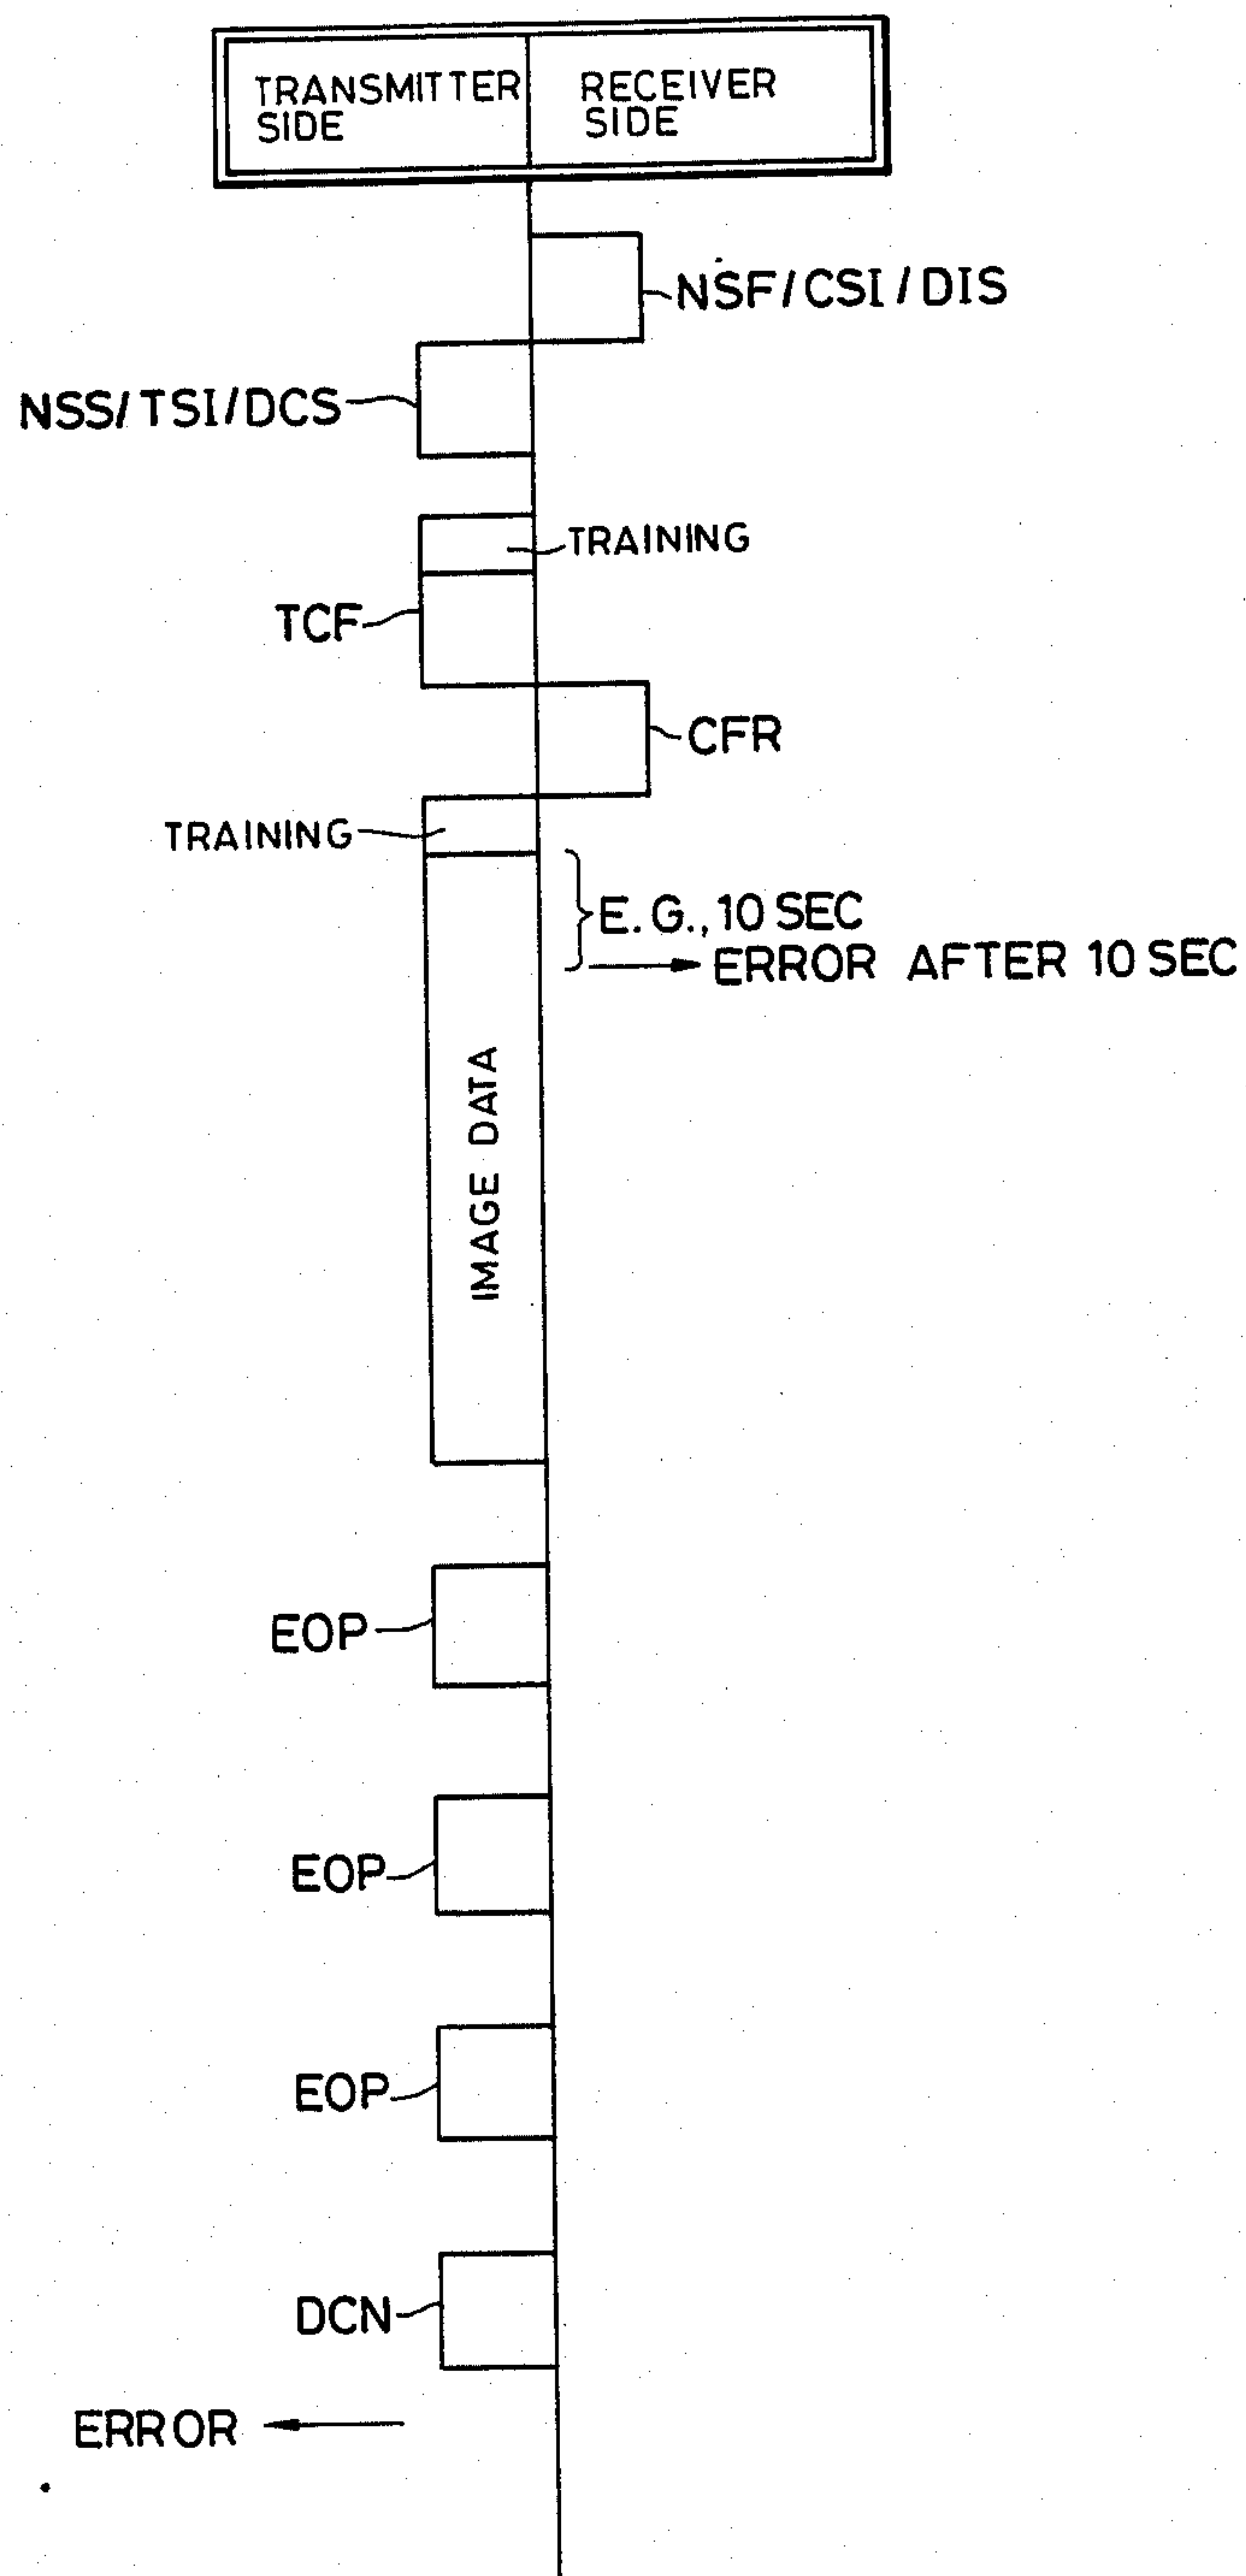 TRANSMITTER
SIDE
RECEIVER
SIDE
NSF/CSI/DIS
NSS/TSI/DCS
TRAINING
TCF
CFR
TRAINING
E.G., 10 SEC
ERROR AFTER 10 SEC
IMAGE DATA
EOP
EOP
EOP
DCN
ERROR